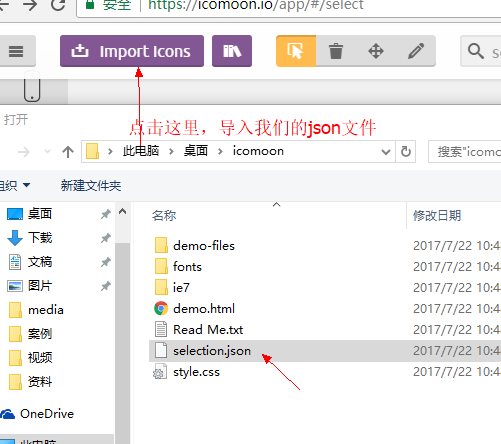 安全 https://icomoon.io/app/#/select
Import Icons
打开
点击这里，导入我们的json文件
此电脑 桌面 icomoon
搜索"icomo
组织 新建文件夹
名称 修改日期
桌面
下载
文稿
图片
media
案例
视频
资料
OneDrive
此电脑
demo-files 2017/7/22 10:4
fonts 2017/7/22 10:4
ie7 2017/7/22 10:4
demo.html 2017/7/22 10:4
Read Me.txt 2017/7/22 10:4
selection.json 2017/7/22 10:4
style.css 2017/7/22 10:4